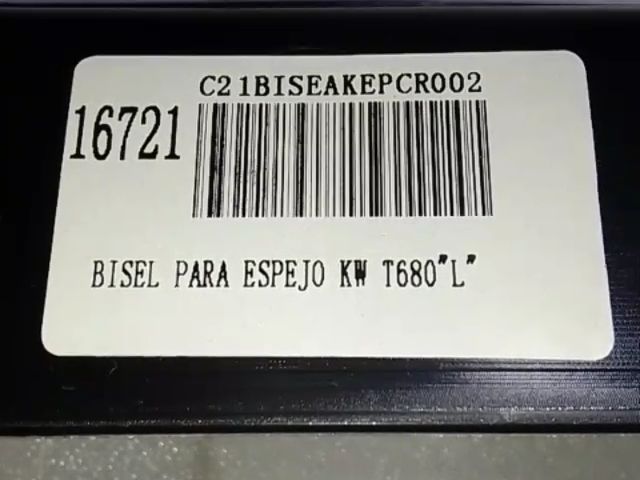 C21BISEAKEPCR002
16721
BISEL PARA ESPEJO KW T680"L"